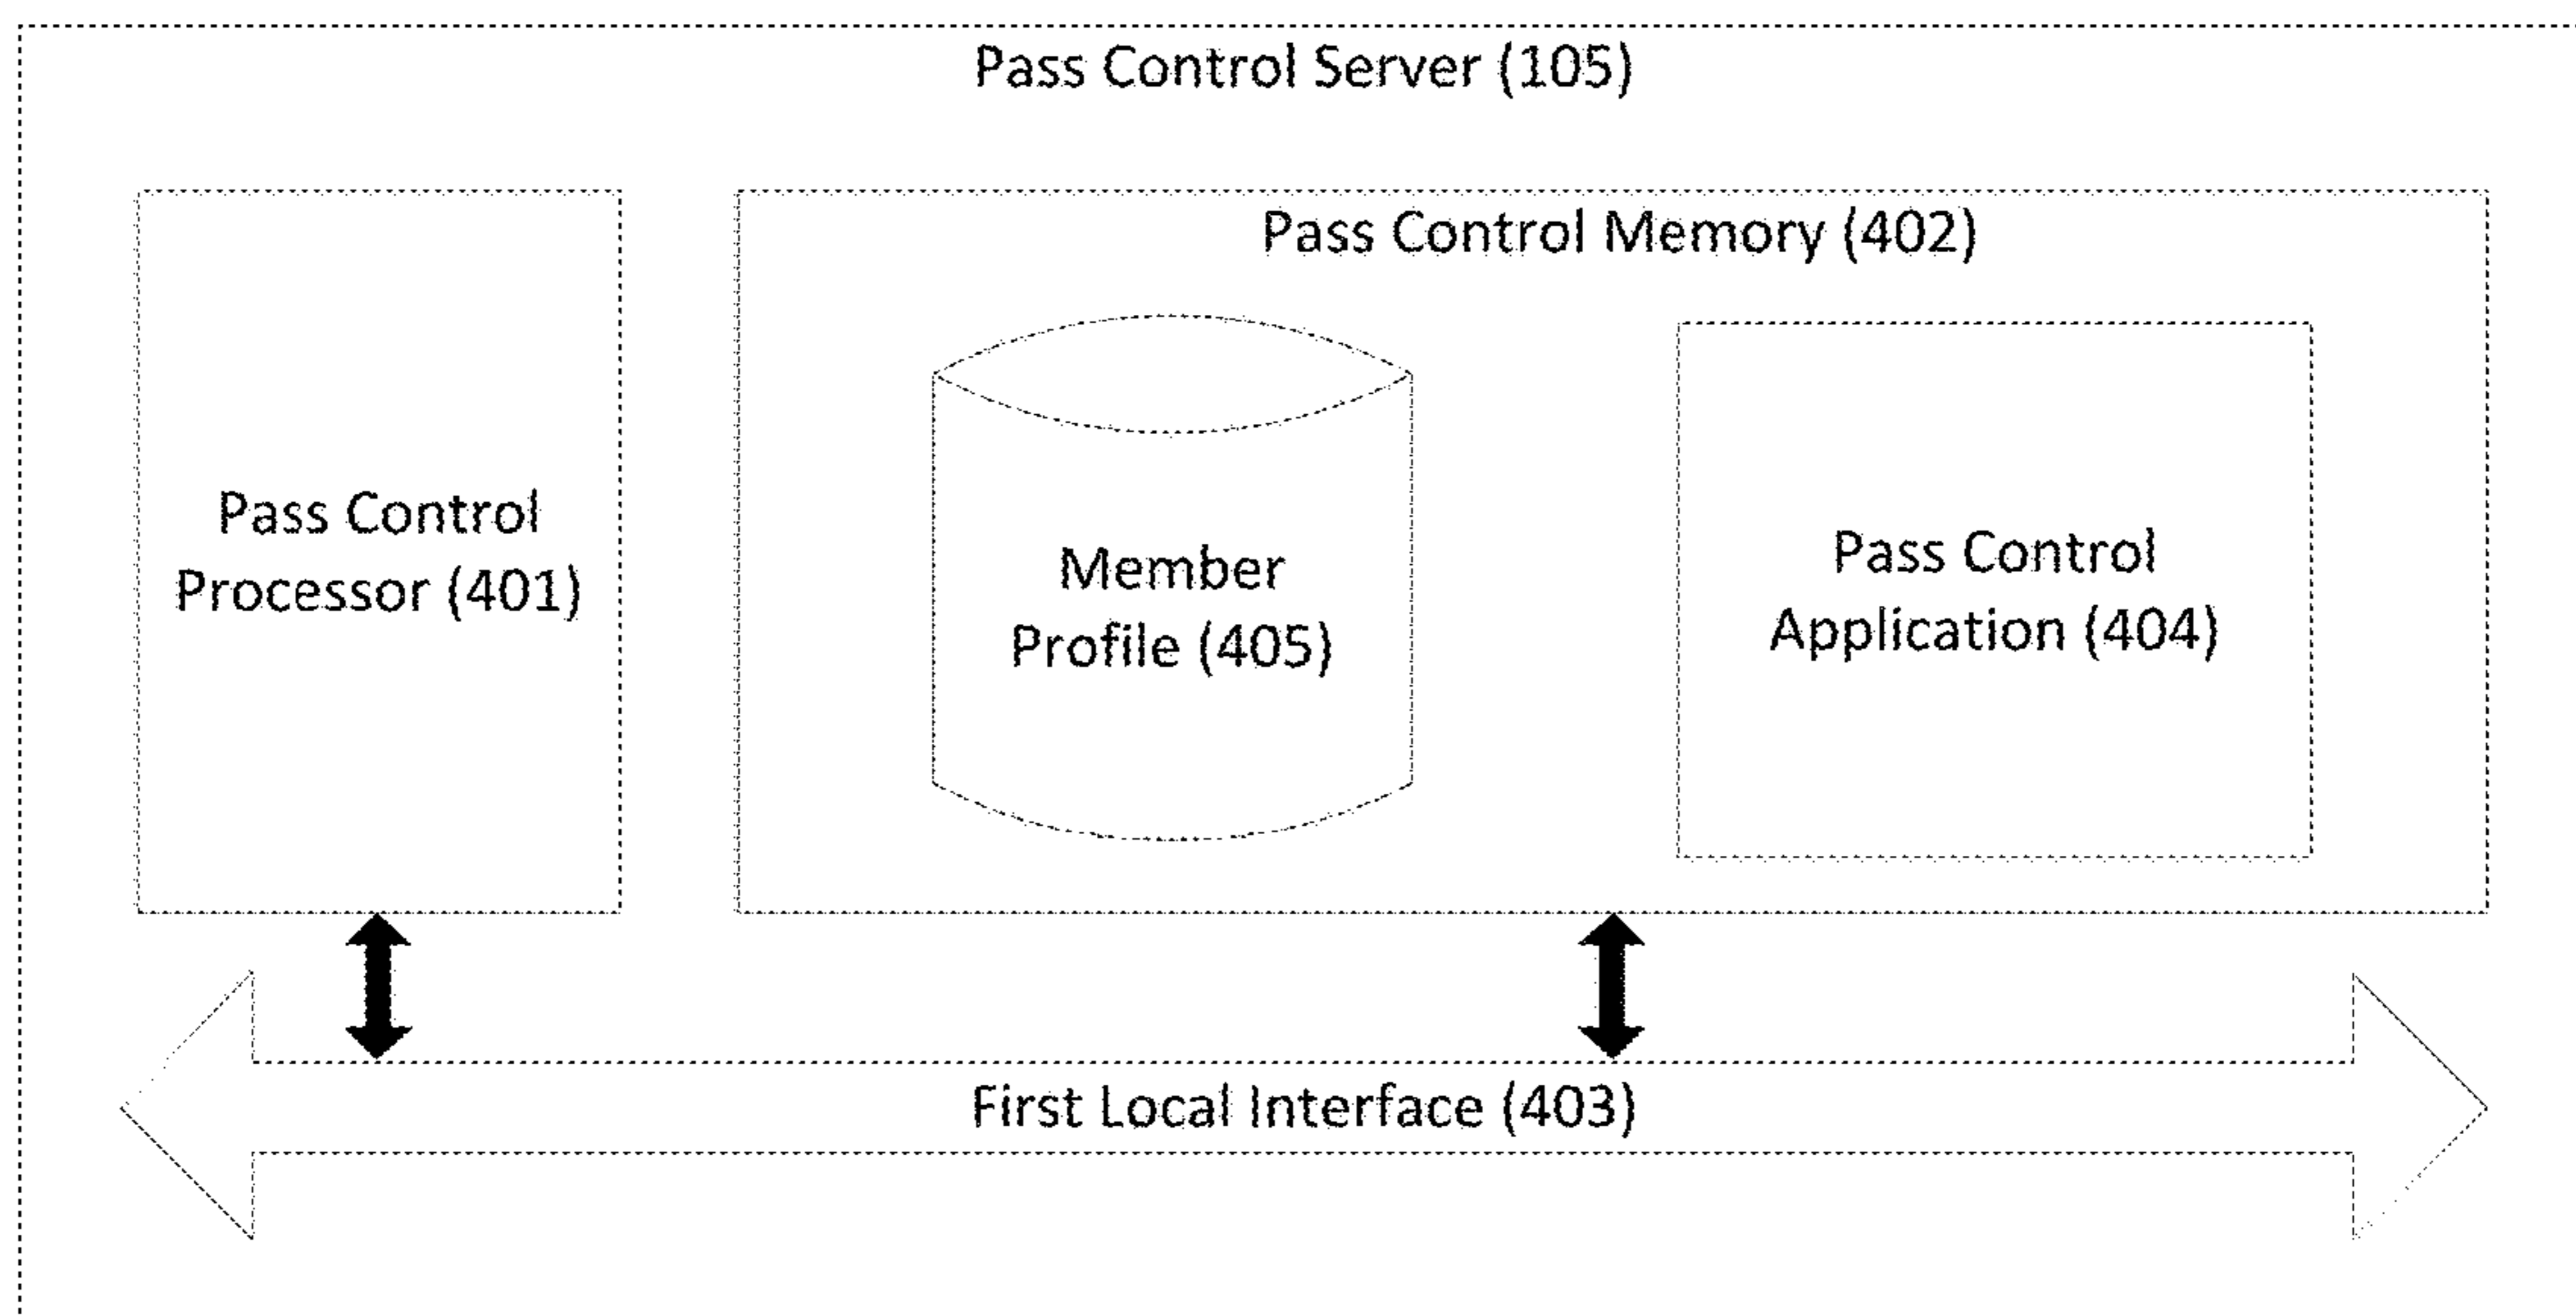 Pass Control Server (105)
Pass Control Memory (402)
Pass Control
Processor (401)
Member
Profile (405)
Pass Control
Application (404)
First Local Interface (403)